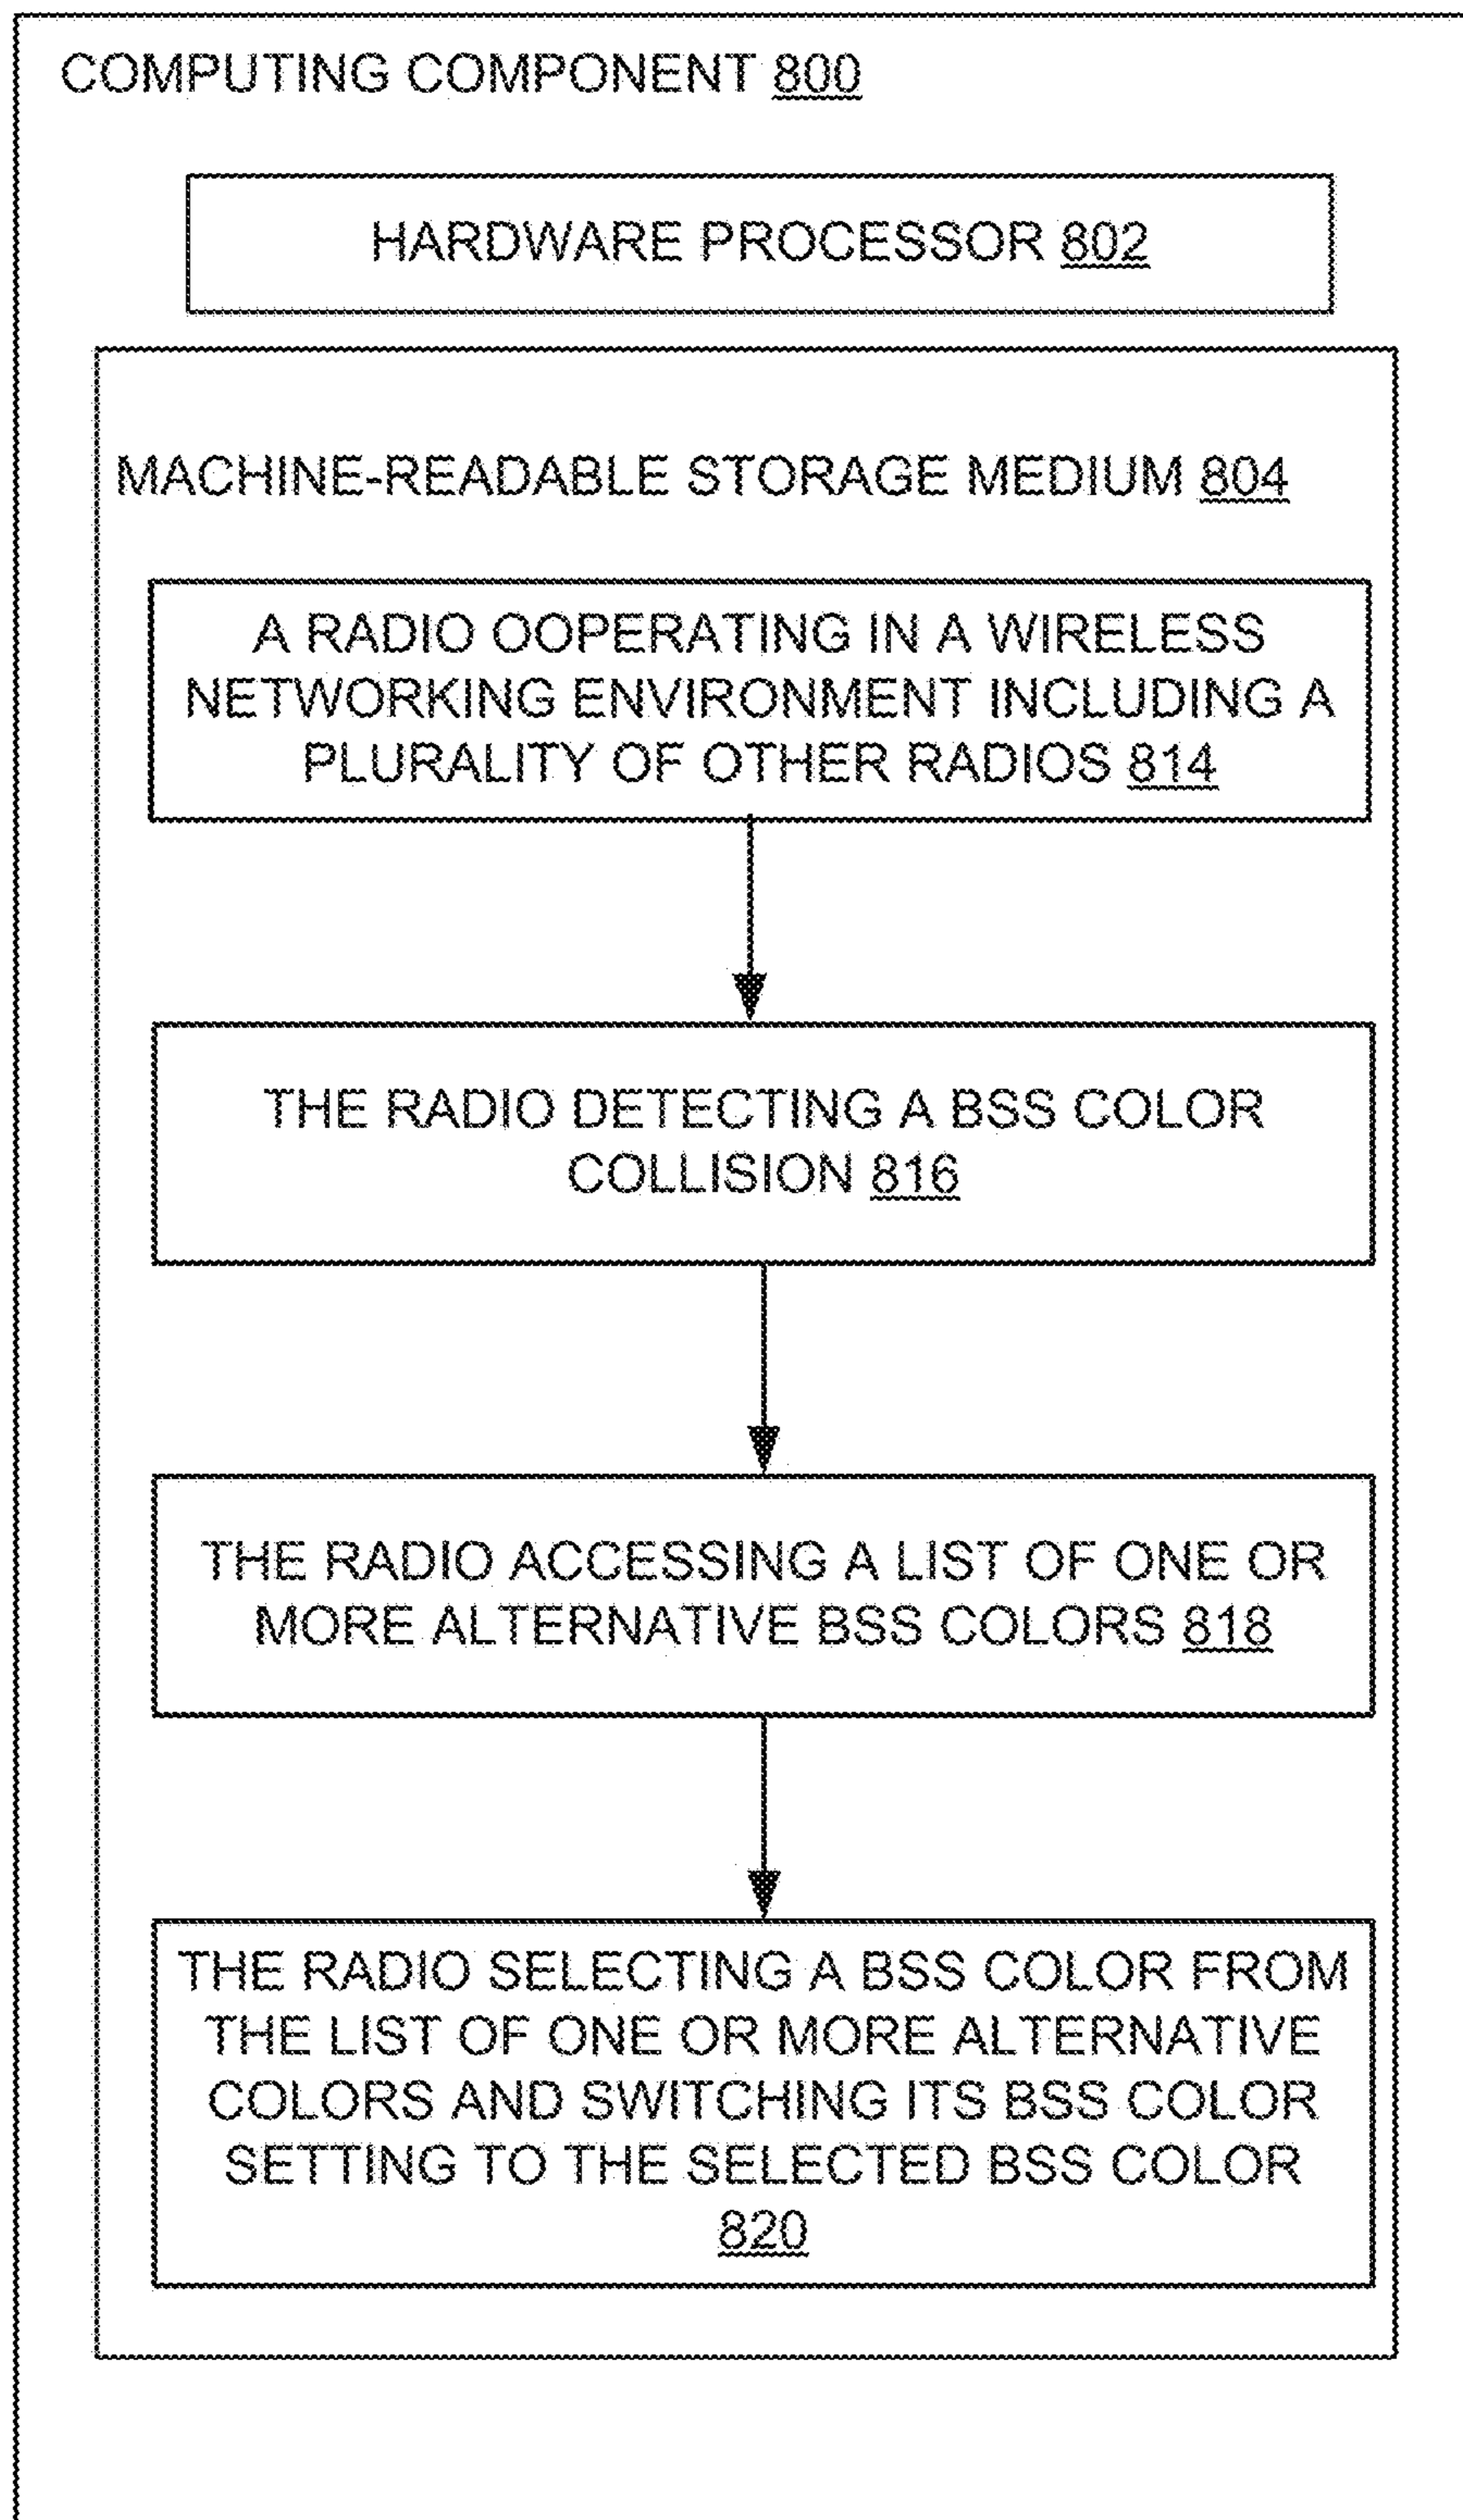 COMPUTING COMPONENT 800
HARDWARE PROCESSOR 802
MACHINE-READABLE STORAGE MEDIUM 804
A RADIO OOPERATING IN A WIRELESS
NETWORKING ENVIRONMENT INCLUDING A
PLURALITY OF OTHER RADIOS 814
THE RADIO DETECTING A BSS COLOR
COLLISION 816
THE RADIO ACCESSING A LIST OF ONE OR
MORE ALTERNATIVE BSS COLORS 818
THE RADIO SELECTING A BSS COLOR FROM
THE LIST OF ONE OR MORE ALTERNATIVE
COLORS AND SWITCHING ITS BSS COLOR
SETTING TO THE SELECTED BSS COLOR
820